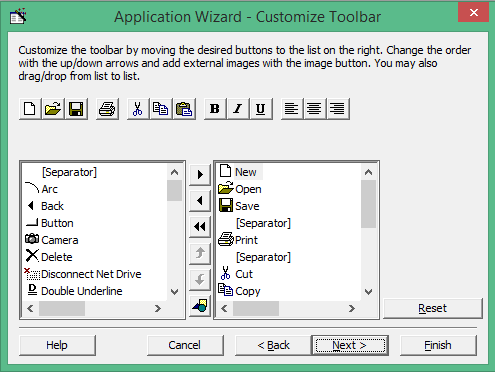 Application Wizard - Customize Toolbar
Customize the toolbar by moving the desired buttons to the list on the right. Change the order
with the up/down arrows and add external images with the image button. You may also
drag/drop from list to list.
B I U
[Separator]
Arc
Back
Button
Camera
Delete
Disconnect Net Drive
D Double Underline
New
Open
Save
[Separator]
Print
[Separator]
Cut
Copy
Reset
Help
Cancel
< Back
Next >
Finish